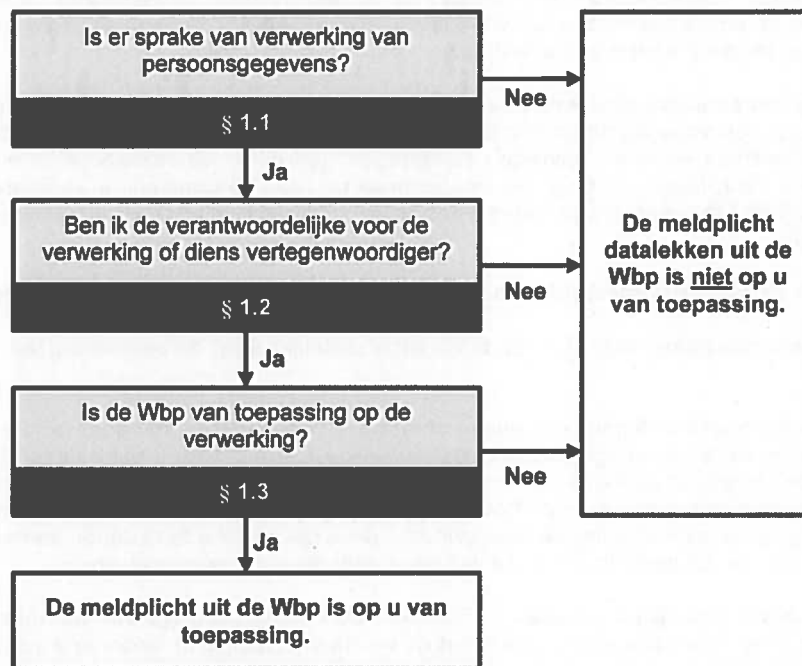 Is er sprake van verwerking van
persoonsgegevens?
§ 1.1
Nee
Ja
Ben ik de verantwoordelijke voor de
verwerking of diens vertegenwoordiger?
§ 1.2
Nee
Ja
Is de Wbp van toepassing op de
verwerking?
§ 1.3
Nee
Ja
De meldplicht uit de Wbp is op u van
toepassing.
De meldplicht
datalekken uit de
Wbp is niet op u
van toepassing.